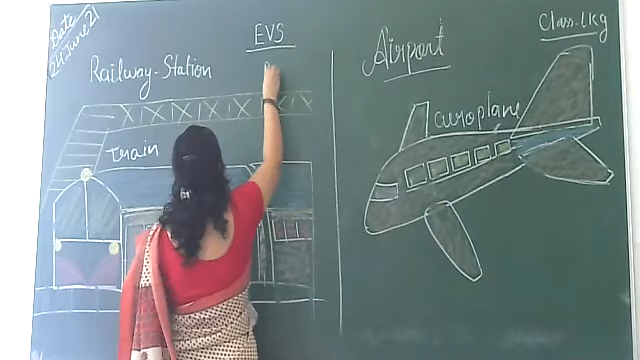 Date
24 June 21
EVS
Class-LKg
Railway-Station
Airport
Train
aeroplane